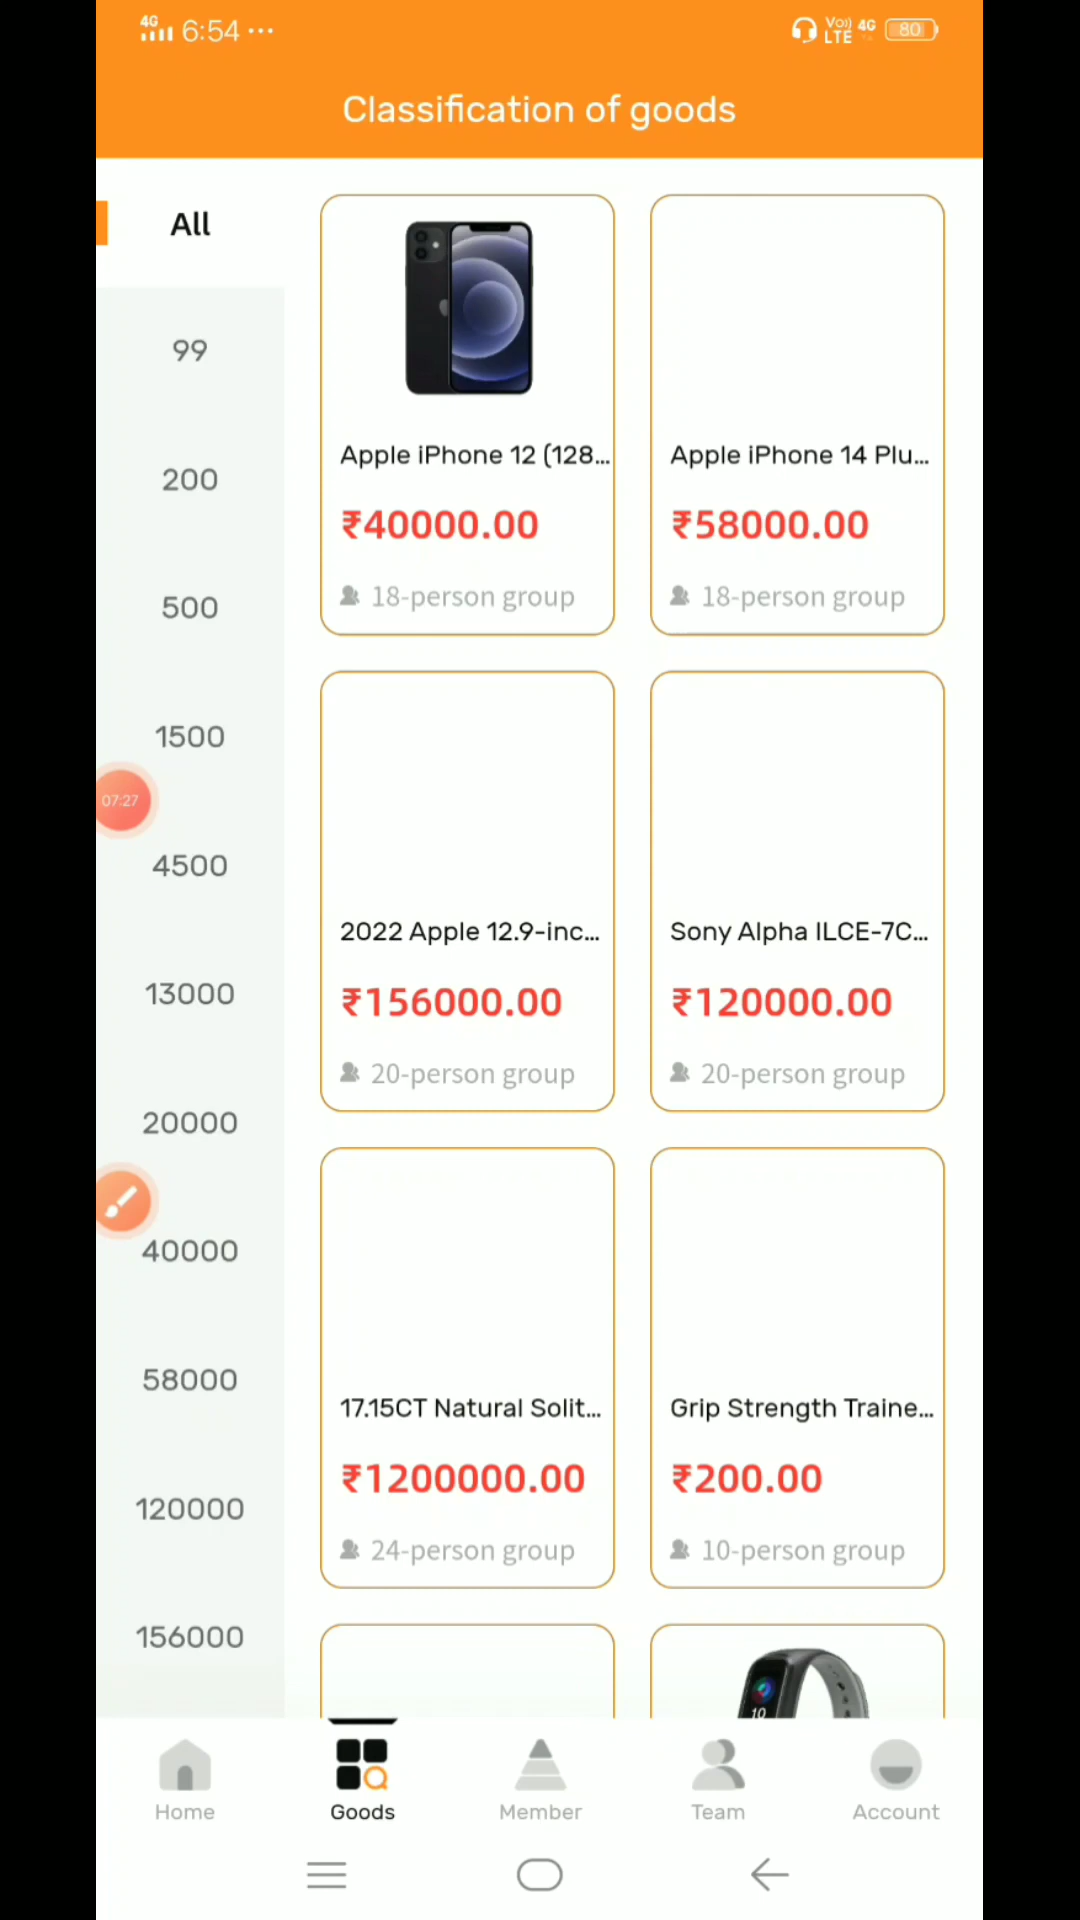 4G 6:54 ... Vo)) LTE 4G 80
Classification of goods
All
99
200
500
1500
07:27
4500
13000
20000
40000
58000
120000
156000
Apple iPhone 12 (128...
₹40000.00
18-person group
Apple iPhone 14 Plu...
₹58000.00
18-person group
2022 Apple 12.9-inc...
₹156000.00
20-person group
Sony Alpha ILCE-7C...
₹120000.00
20-person group
17.15CT Natural Solit...
₹1200000.00
24-person group
Grip Strength Traine...
₹200.00
10-person group
10
Home
Goods
Member
Team
Account